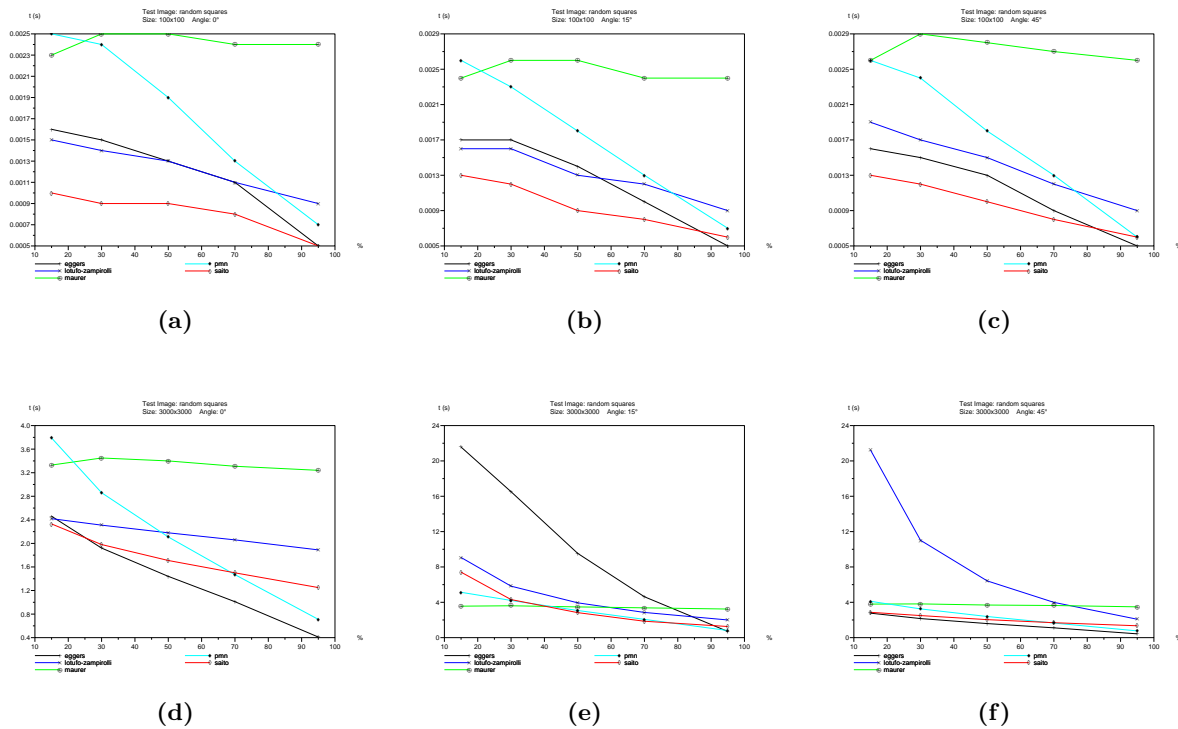 Test Image: random squares
Size: 100x100 Angle: 0°
t (s)
0.0025
0.0023
0.0021
0.0019
0.0017
0.0015
0.0013
0.0011
0.0009
0.0007
0.0005
10 20 30 40 50 60 70 80 90 100
%
eggers
pmn
lotufo-zampirolli
saito
maurer
(a)
Test Image: random squares
Size: 100x100 Angle: 15°
t (s)
0.0029
0.0025
0.0021
0.0017
0.0013
0.0009
0.0005
10 20 30 40 50 60 70 80 90 100
%
eggers
pmn
lotufo-zampirolli
saito
maurer
(b)
Test Image: random squares
Size: 100x100 Angle: 45°
t (s)
0.0029
0.0025
0.0021
0.0017
0.0013
0.0009
0.0005
10 20 30 40 50 60 70 80 90 100
%
eggers
pmn
lotufo-zampirolli
saito
maurer
(c)
Test Image: random squares
Size: 3000x3000 Angle: 0°
t (s)
4.0
3.6
3.2
2.8
2.4
2.0
1.6
1.2
0.8
0.4
10 20 30 40 50 60 70 80 90 100
%
eggers
pmn
lotufo-zampirolli
saito
maurer
(d)
Test Image: random squares
Size: 3000x3000 Angle: 15°
t (s)
24
20
16
12
8
4
0
10 20 30 40 50 60 70 80 90 100
%
eggers
pmn
lotufo-zampirolli
saito
maurer
(e)
Test Image: random squares
Size: 3000x3000 Angle: 45°
t (s)
24
20
16
12
8
4
0
10 20 30 40 50 60 70 80 90 100
%
eggers
pmn
lotufo-zampirolli
saito
maurer
(f)